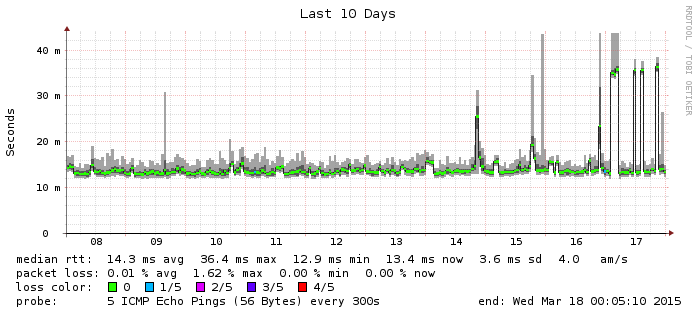 Last 10 Days
RRDTOOL / TOBI OETIKER
Seconds
40 m
30 m
20 m
10 m
0
08 09 10 11 12 13 14 15 16 17
median rtt: 14.3 ms avg 36.4 ms max 12.9 ms min 13.4 ms now 3.6 ms sd 4.0 am/s
packet loss: 0.01 % avg 1.62 % max 0.00 % min 0.00 % now
loss color: 0 1/5 2/5 3/5 4/5
probe: 5 ICMP Echo Pings (56 Bytes) every 300s end: Wed Mar 18 00:05:10 2015